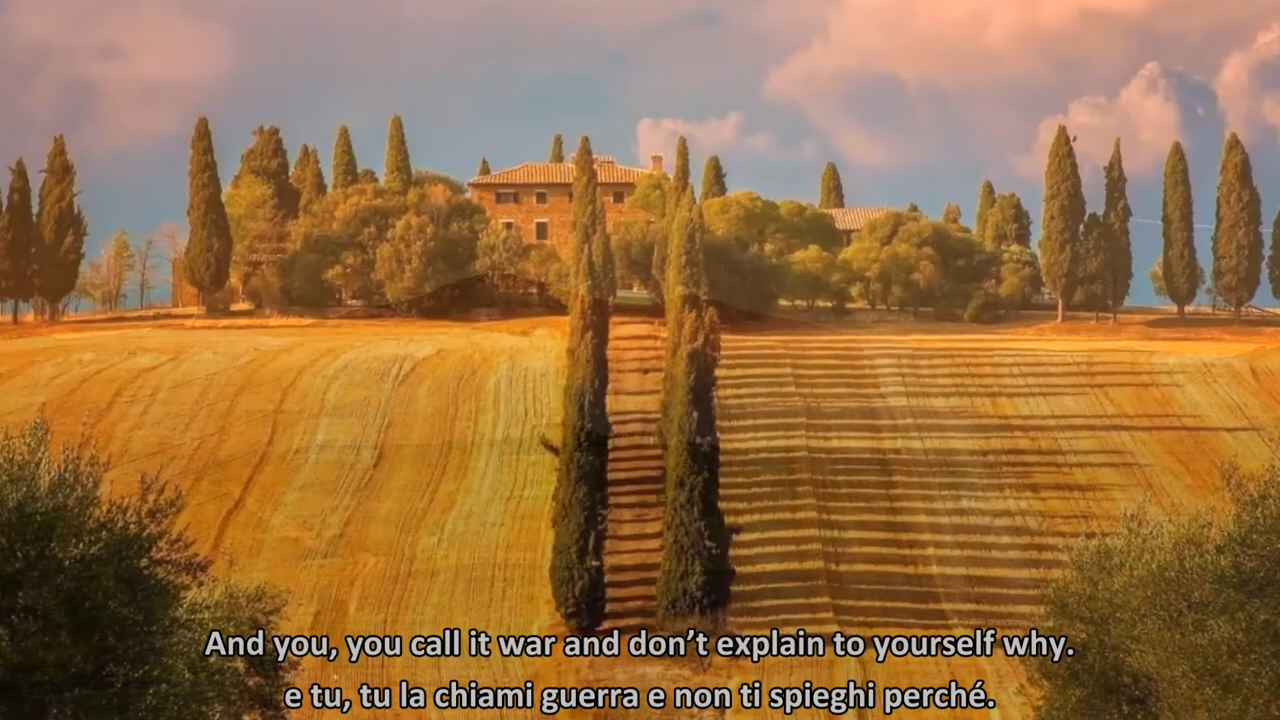 And you, you call it war and don’t explain to yourself why.
e tu, tu la chiami guerra e non ti spieghi perché.